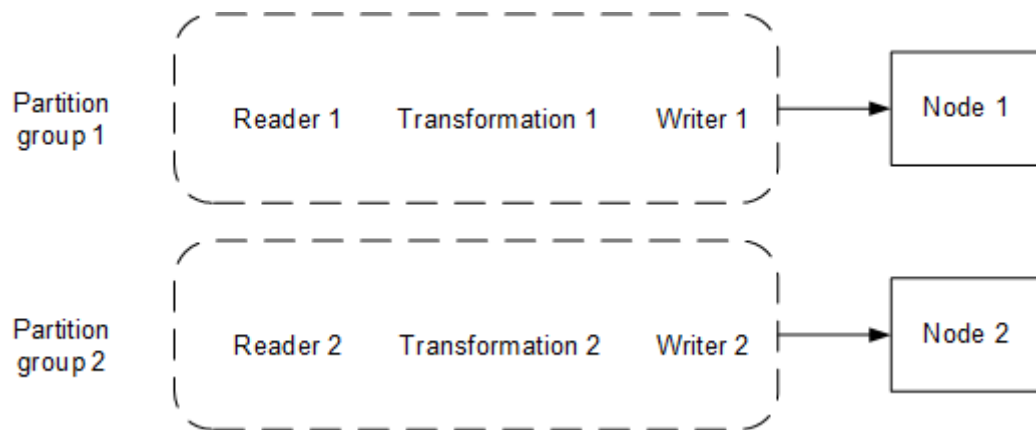 Partition
group 1
Reader 1
Transformation 1
Writer 1
Node 1
Partition
group 2
Reader 2
Transformation 2
Writer 2
Node 2